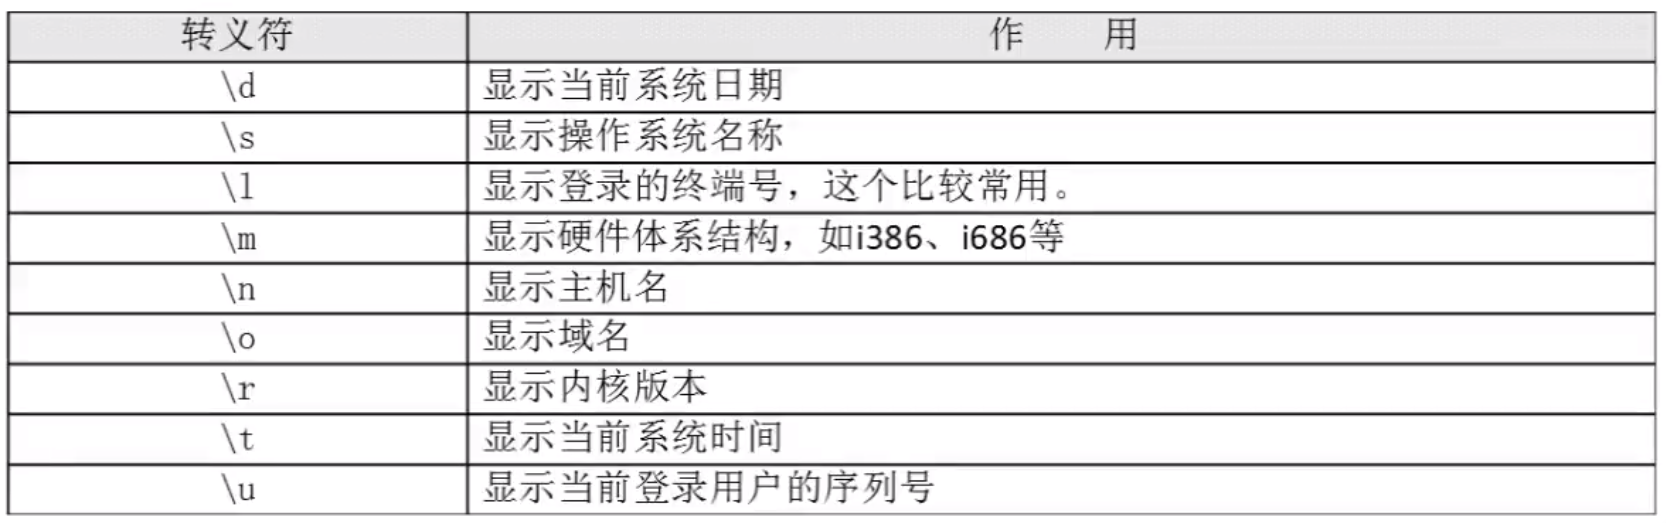 转义符 作 用
\d 显示当前系统日期
\s 显示操作系统名称
\l 显示登录的终端号，这个比较常用。
\m 显示硬件体系结构，如i386、i686等
\n 显示主机名
\o 显示域名
\r 显示内核版本
\t 显示当前系统时间
\u 显示当前登录用户的序列号